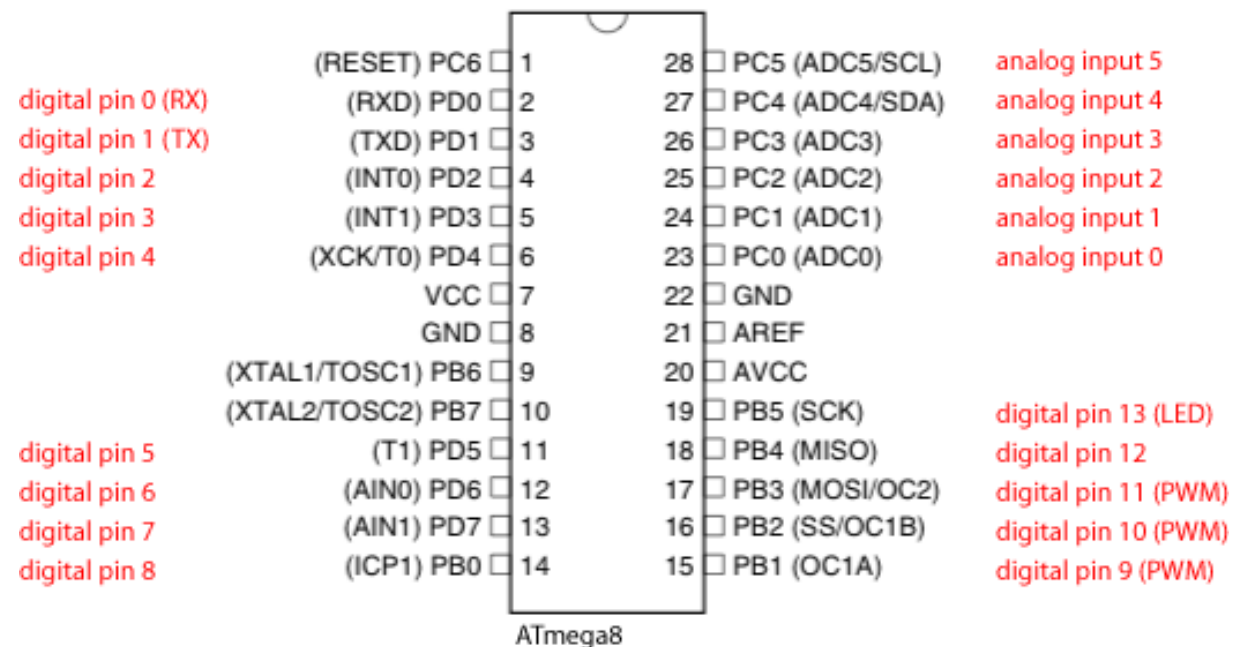 (RESET) PC6 1 28 PC5 (ADC5/SCL) analog input 5
digital pin 0 (RX) (RXD) PD0 2 27 PC4 (ADC4/SDA) analog input 4
digital pin 1 (TX) (TXD) PD1 3 26 PC3 (ADC3) analog input 3
digital pin 2 (INT0) PD2 4 25 PC2 (ADC2) analog input 2
digital pin 3 (INT1) PD3 5 24 PC1 (ADC1) analog input 1
digital pin 4 (XCK/T0) PD4 6 23 PC0 (ADC0) analog input 0
VCC 7 22 GND
GND 8 21 AREF
(XTAL1/TOSC1) PB6 9 20 AVCC
(XTAL2/TOSC2) PB7 10 19 PB5 (SCK) digital pin 13 (LED)
digital pin 5 (T1) PD5 11 18 PB4 (MISO) digital pin 12
digital pin 6 (AIN0) PD6 12 17 PB3 (MOSI/OC2) digital pin 11 (PWM)
digital pin 7 (AIN1) PD7 13 16 PB2 (SS/OC1B) digital pin 10 (PWM)
digital pin 8 (ICP1) PB0 14 15 PB1 (OC1A) digital pin 9 (PWM)
ATmega8